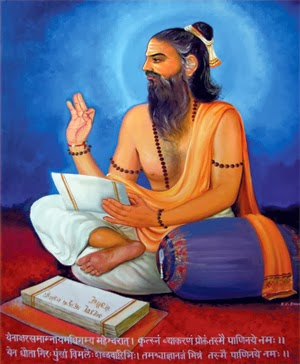 येनाक्षरसमाम्नायमधिगम्य महेश्वरात्। कृत्स्नं व्याकरणं प्रोक्तं तस्मै पाणिनये नमः।।
येन धौता गिरः पुंसां विमलैः शब्दवारिभिः। तमश्चाज्ञानजं भिन्नं तस्मै पाणिनये नमः।।